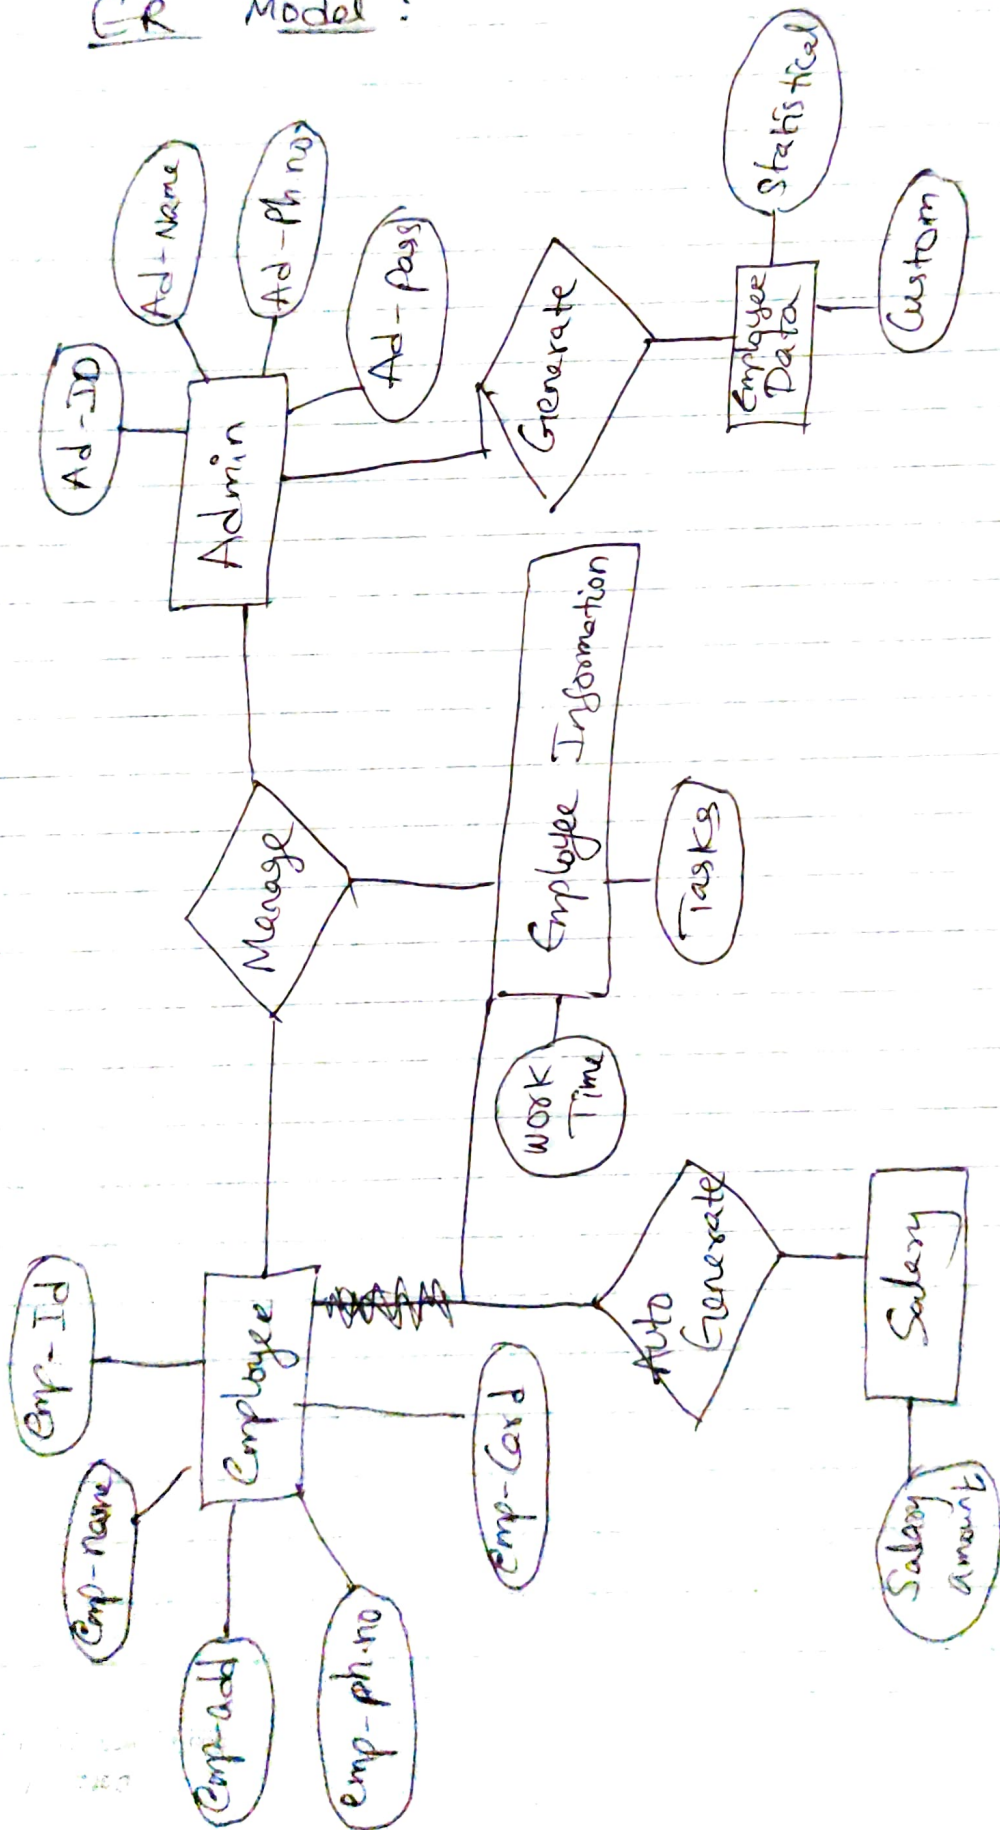 ER Model :
Emp-Id
Emp-name
Emp-add
emp-ph.no
Emp-Card
Employee
Manage
Admin
Ad-ID
Ad-Name
Ad-Ph.no
Ad-Pass
Generate
Employee
Data
Statistical
Custom
Employee Information
Work
Time
Tasks
Auto
Generate
Salary
Salary
amount